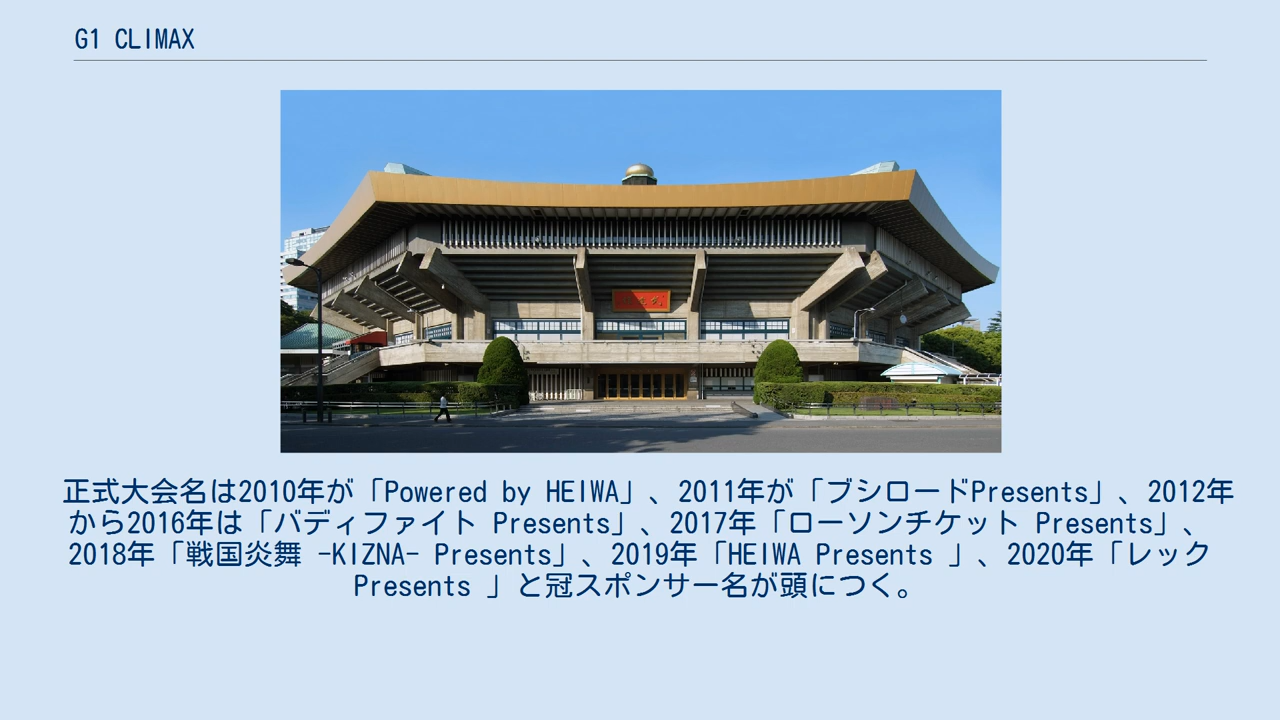 G1 CLIMAX
正式大会名は2010年が「Powered by HEIWA」、2011年が「ブシロードPresents」、2012年
から2016年は「バディファイト Presents」、2017年「ローソンチケット Presents」、
2018年「戦国炎舞 -KIZNA- Presents」、2019年「HEIWA Presents 」、2020年「レック
Presents 」と冠スポンサー名が頭につく。